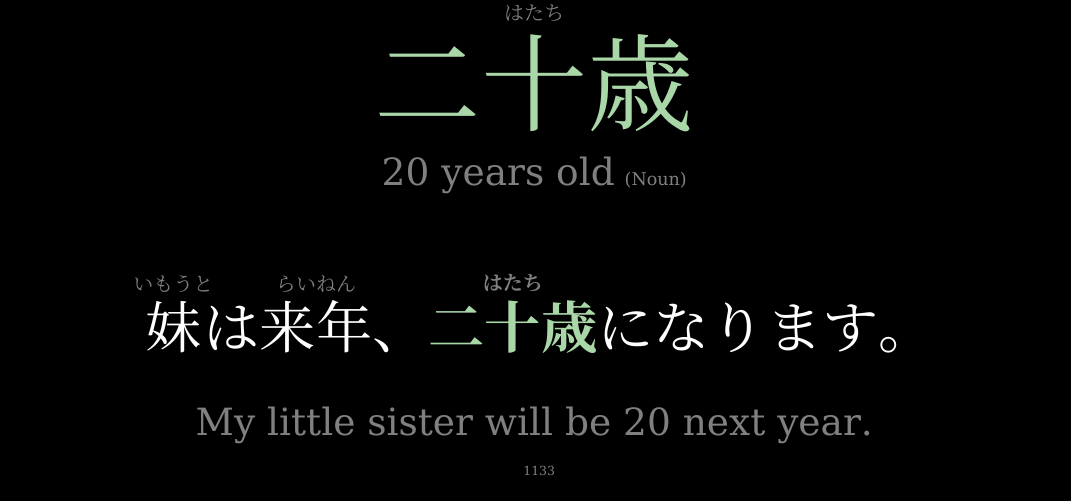 はたち
二十歳
20 years old (Noun)
いもうと らいねん はたち
妹は来年、二十歳になります。
My little sister will be 20 next year.
1133